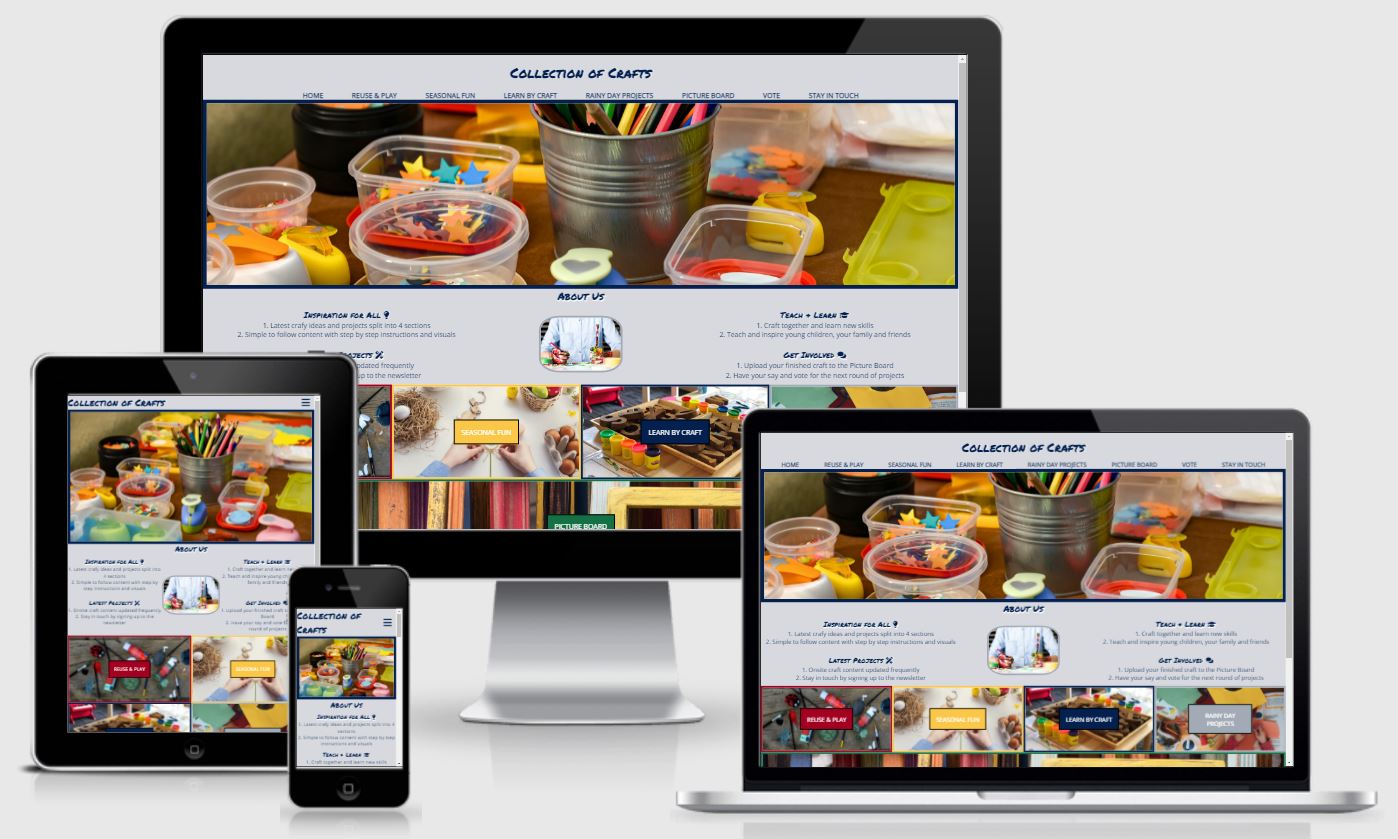 Collection of Crafts
HOME REUSE & PLAY SEASONAL FUN LEARN BY CRAFT RAINY DAY PROJECTS PICTURE BOARD VOTE STAY IN TOUCH
About Us
Inspiration for All
1. Latest crafy ideas and projects split into 4 sections
2. Simple to follow content with step by step instructions and visuals
Teach + Learn
1. Craft together and learn new skills
2. Teach and inspire young children, your family and friends
Projects
updated frequently
up to the newsletter
Get Involved
1. Upload your finished craft to the Picture Board
2. Have your say and vote for the next round of projects
SEASONAL FUN
LEARN BY CRAFT
PICTURE BOARD
Collection of Crafts
About Us
Inspiration for All
1. Latest crafy ideas and projects split into
4 sections
2. Simple to follow content with step by
step instructions and visuals
Teach + Learn
1. Craft together and learn
2. Teach and inspire young
family and friends
Latest Projects
1. Onsite craft content updated frequently
2. Stay in touch by signing up to the
newsletter
Get Involved
1. Upload your finished craft
Board
2. Have your say and vote
round of projects
REUSE & PLAY
SEASONAL FUN
Collection of
Crafts
About Us
Inspiration for All
1. Latest crafy ideas and projects split into 4
sections
2. Simple to follow content with step by step
instructions and visuals
Teach + Learn
1. Craft together and learn new skills
Collection of Crafts
HOME REUSE & PLAY SEASONAL FUN LEARN BY CRAFT RAINY DAY PROJECTS PICTURE BOARD VOTE STAY IN TOUCH
About Us
Inspiration for All
1. Latest crafy ideas and projects split into 4 sections
2. Simple to follow content with step by step instructions and visuals
Teach + Learn
1. Craft together and learn new skills
2. Teach and inspire young children, your family and friends
Latest Projects
1. Onsite craft content updated frequently
2. Stay in touch by signing up to the newsletter
Get Involved
1. Upload your finished craft to the Picture Board
2. Have your say and vote for the next round of projects
REUSE & PLAY
SEASONAL FUN
LEARN BY CRAFT
RAINY DAY
PROJECTS